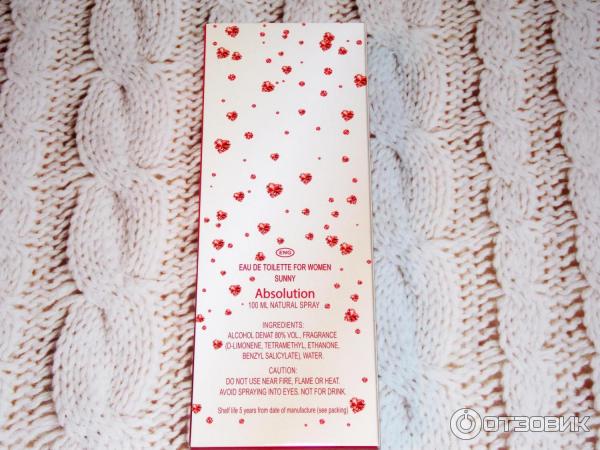 ENG
EAU DE TOILETTE FOR WOMEN
SUNNY
Absolution
100 ML NATURAL SPRAY
INGREDIENTS:
ALCOHOL DENAT 80% VOL., FRAGRANCE
(D-LIMONENE, TETRAMETHYL, ETHANONE,
BENZYL SALICYLATE), WATER.
CAUTION:
DO NOT USE NEAR FIRE, FLAME OR HEAT.
AVOID SPRAYING INTO EYES. NOT FOR DRINK.
Shelf life 5 years from date of manufacture (see packing)
ОТЗОВИК